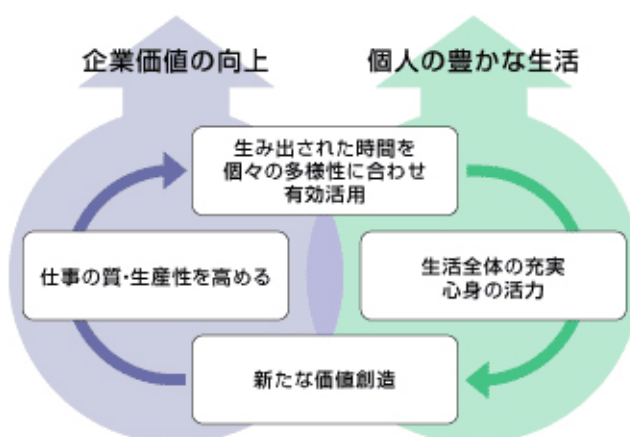 企業価値の向上
個人の豊かな生活
生み出された時間を
個々の多様性に合わせ
有効活用
仕事の質・生産性を高める
生活全体の充実
心身の活力
新たな価値創造